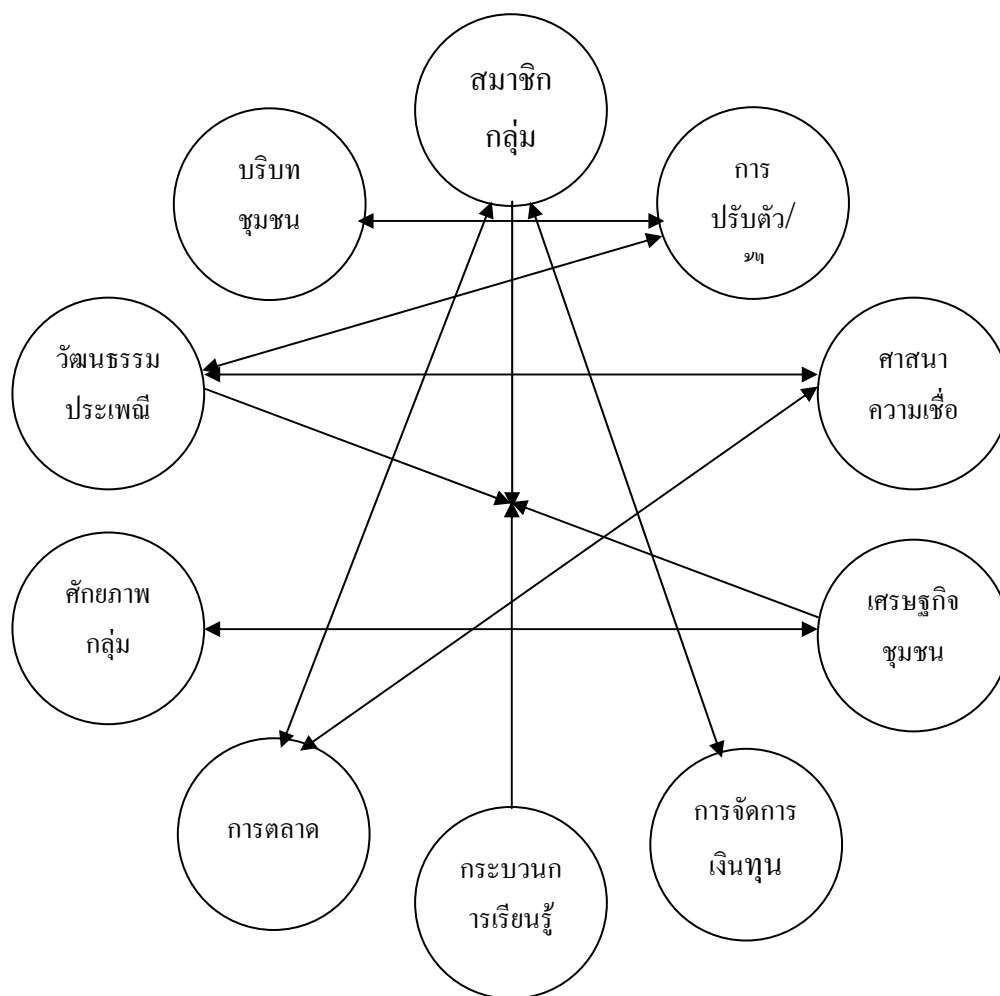 สมาชิก
กลุ่ม
บริบท
ชุมชน
การ
ปรับตัว/
วัฒนธรรม
ประเพณี
ศาสนา
ความเชื่อ
ศักยภาพ
กลุ่ม
เศรษฐกิจ
ชุมชน
การตลาด
กระบวนก
ารเรียนรู้
การจัดการ
เงินทุน